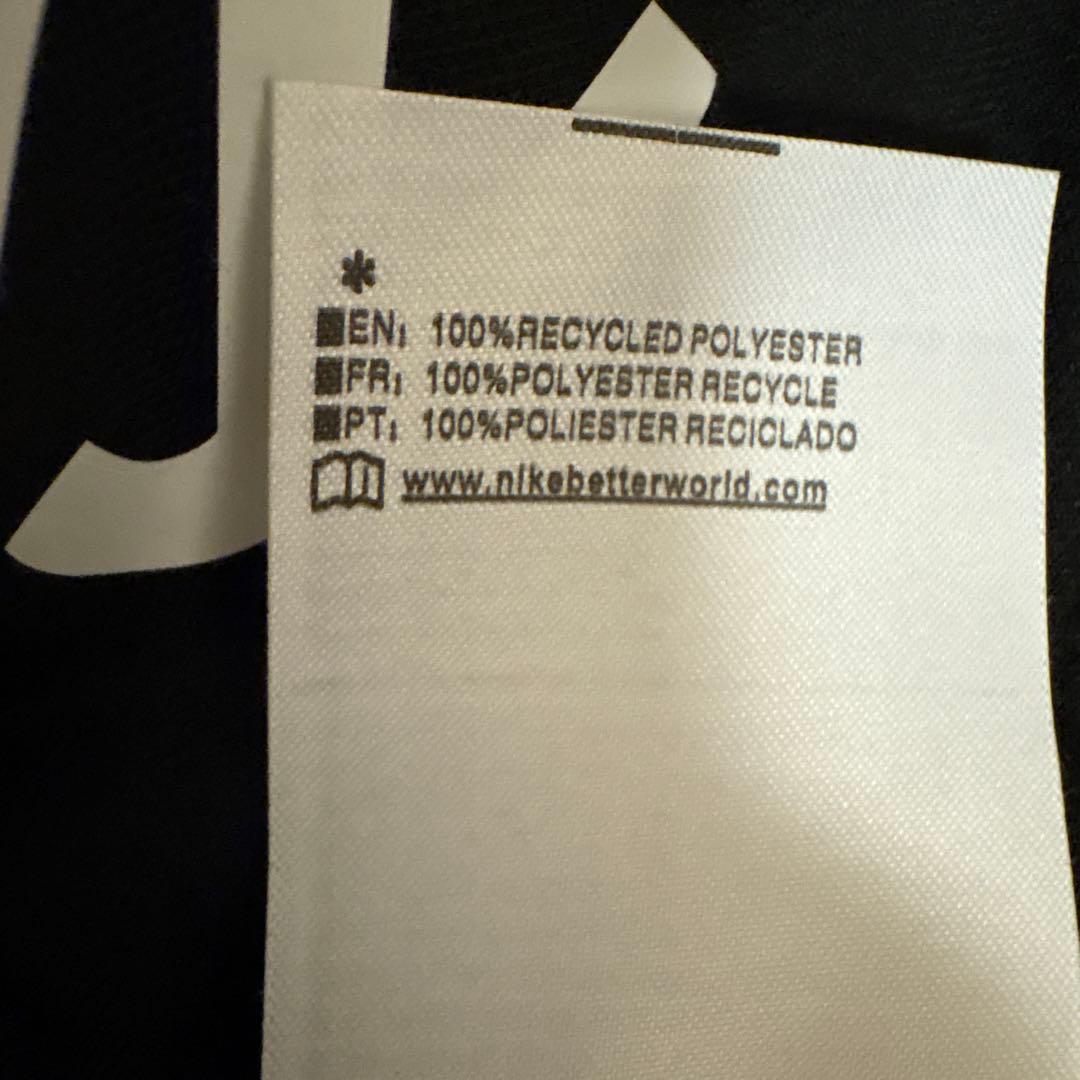 *
EN: 100%RECYCLED POLYESTER
FR: 100%POLYESTER RECYCLE
PT: 100%POLIESTER RECICLADO
www.nikebetterworld.com